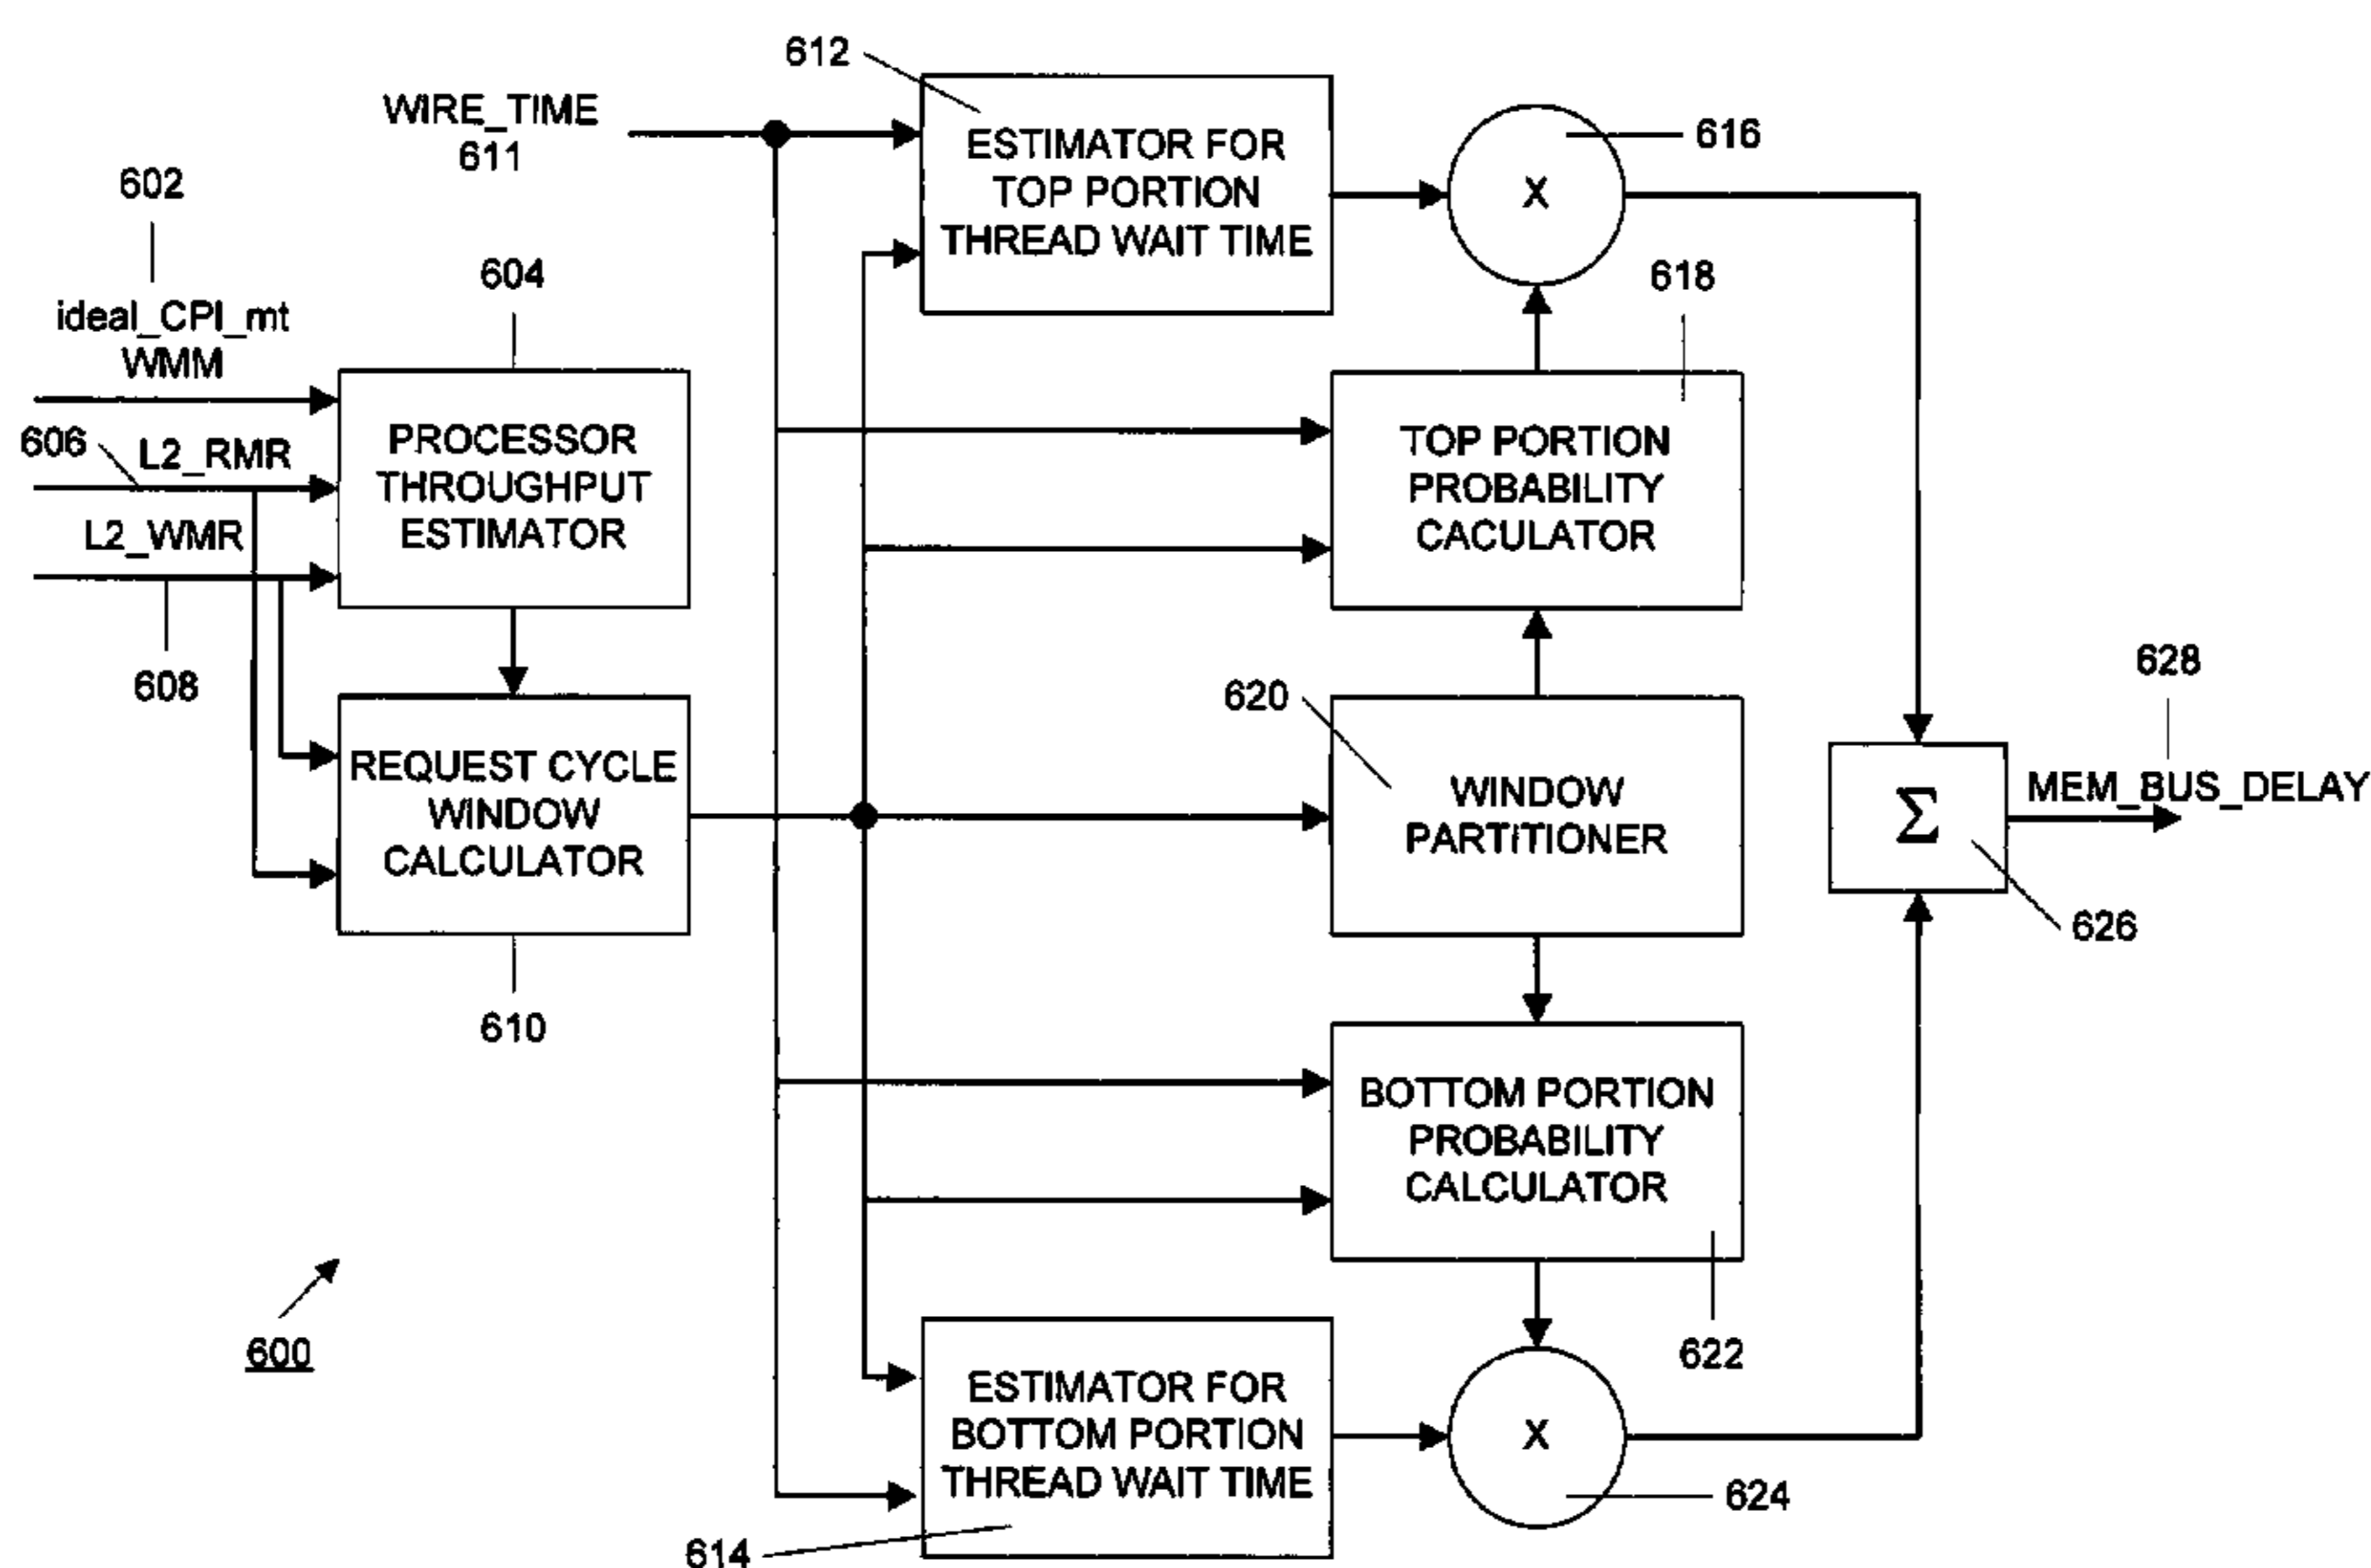 612
WIRE_TIME
611
ESTIMATOR FOR
TOP PORTION
THREAD WAIT TIME
X
616
602
ideal_CPI_mt
WMM
604
618
606
L2_RMR
L2_WMR
608
PROCESSOR
THROUGHPUT
ESTIMATOR
TOP PORTION
PROBABILITY
CACULATOR
REQUEST CYCLE
WINDOW
CALCULATOR
610
620
WINDOW
PARTITIONER
628
MEM_BUS_DELAY
Σ
626
BOTTOM PORTION
PROBABILITY
CALCULATOR
622
600
ESTIMATOR FOR
BOTTOM PORTION
THREAD WAIT TIME
X
624
614